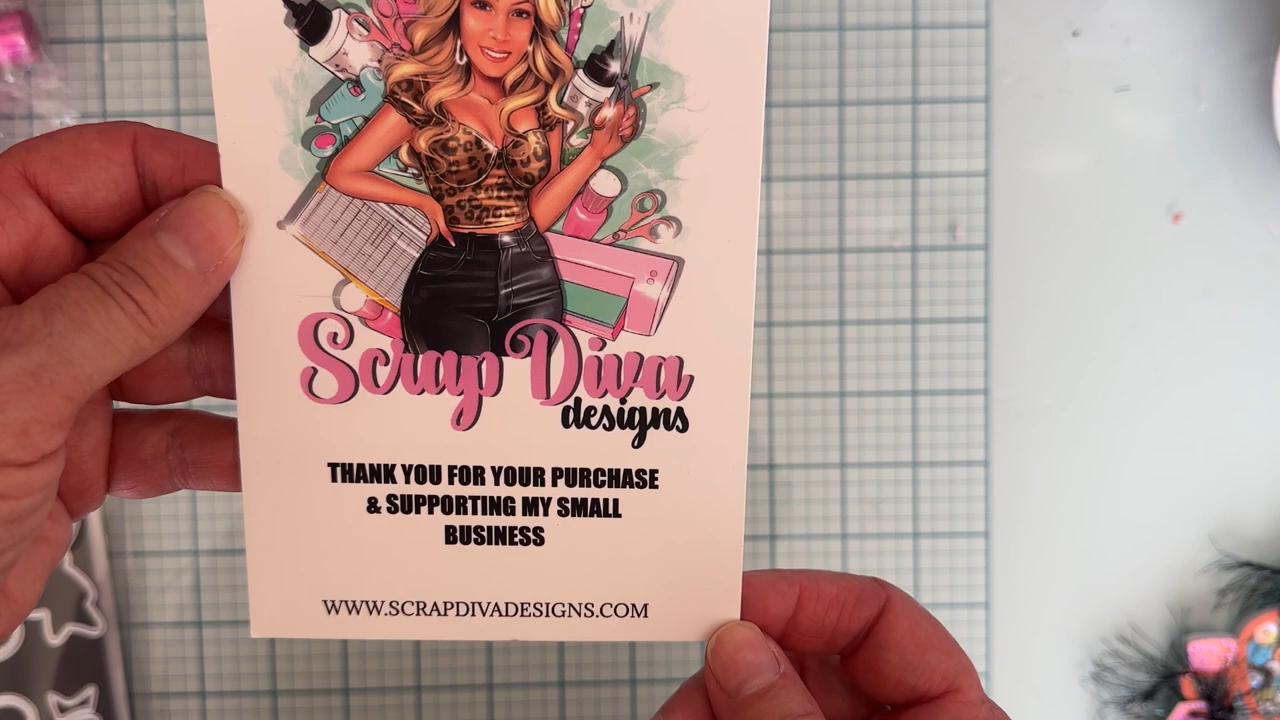 Scrap Diva
designs
THANK YOU FOR YOUR PURCHASE
& SUPPORTING MY SMALL
BUSINESS
WWW.SCRAPDIVADESIGNS.COM